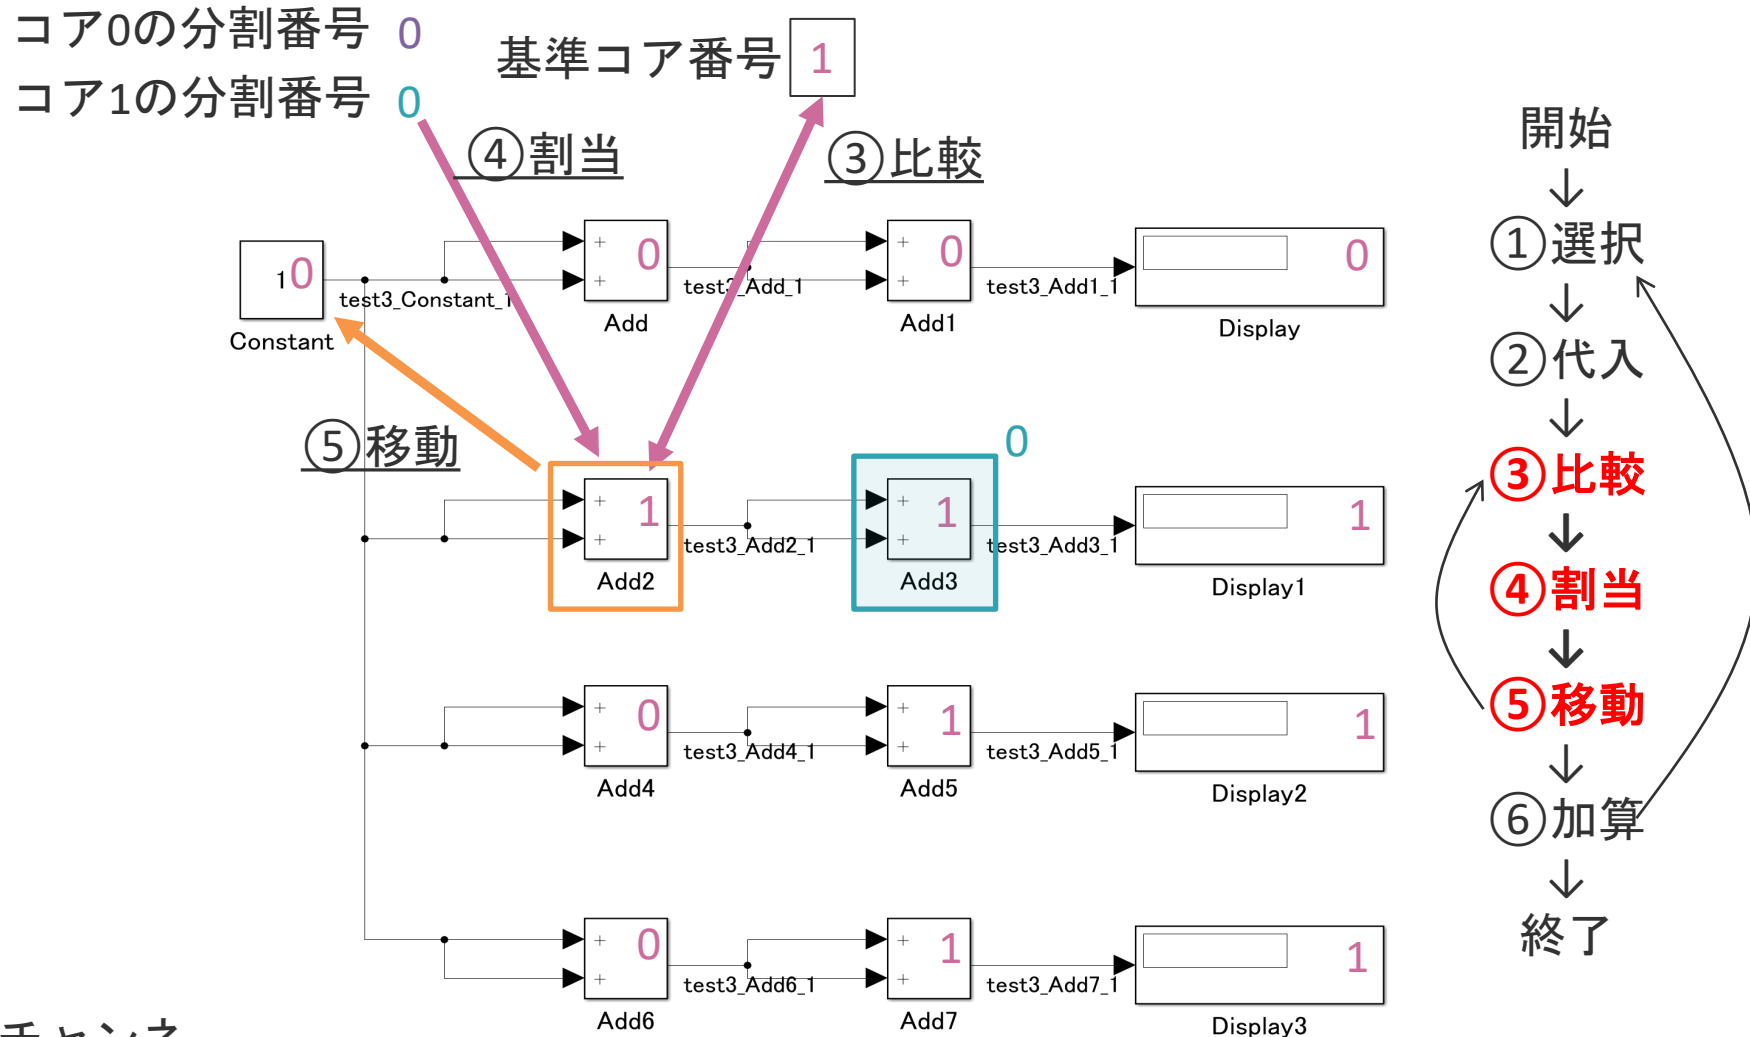 コア0の分割番号 0
基準コア番号 1
コア1の分割番号 0
④割当
③比較
開始
↓
①選択
↓
②代入
↓
③比較
↓
④割当
↓
⑤移動
↓
⑥加算
↓
終了
1 0
Constant
test3_Constant_1
+ 0
+
Add
test3_Add_1
+ 0
+
Add1
test3_Add1_1
0
Display
⑤移動
+ 1
+
Add2
test3_Add2_1
0
+ 1
+
Add3
test3_Add3_1
1
Display1
+ 0
+
Add4
test3_Add4_1
+ 1
+
Add5
test3_Add5_1
1
Display2
+ 0
+
Add6
test3_Add6_1
+ 1
+
Add7
test3_Add7_1
1
Display3